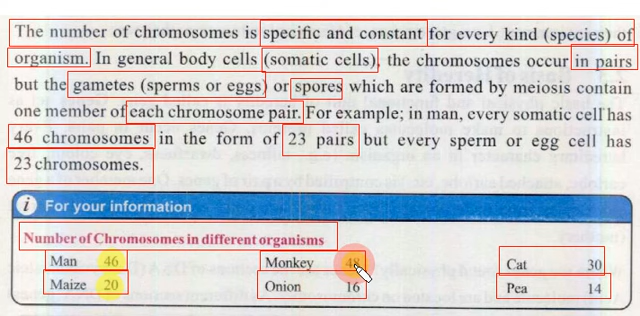 The number of chromosomes is specific and constant for every kind (species) of
organism. In general body cells (somatic cells), the chromosomes occur in pairs
but the gametes (sperms or eggs) or spores which are formed by meiosis contain
one member of each chromosome pair. For example; in man, every somatic cell has
46 chromosomes in the form of 23 pairs but every sperm or egg cell has
23 chromosomes.
i For your information
Number of Chromosomes in different organisms
Man 46 Monkey 48 Cat 30
Maize 20 Onion 16 Pea 14